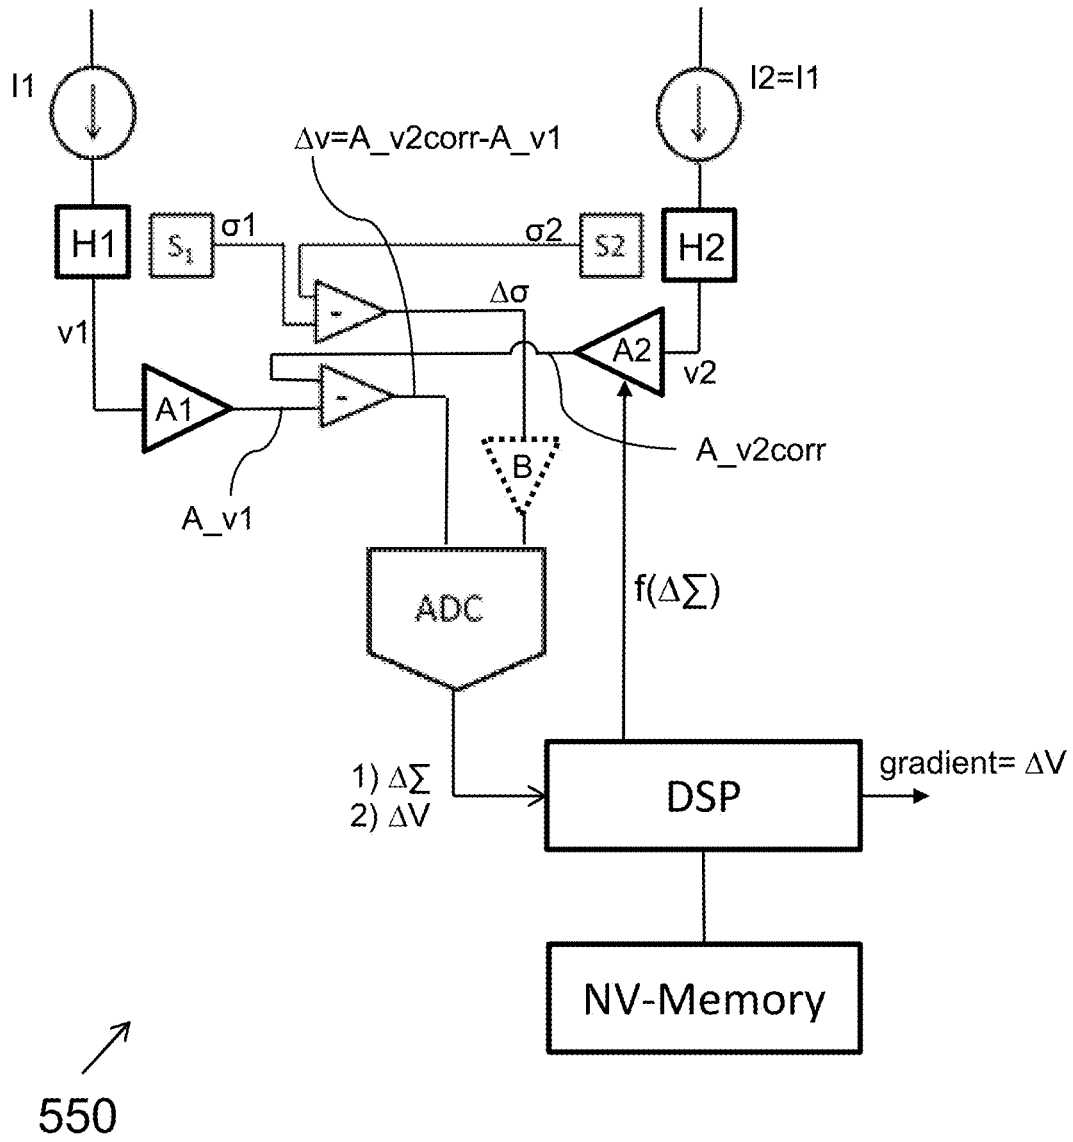 I1
I2=I1
Δv=A_v2corr-A_v1
H1
S₁
σ1
σ2
S2
H2
-
Δσ
v1
A2
v2
A1
-
A_v2corr
B
A_v1
ADC
f(Δ∑)
gradient= ΔV
1) Δ∑
2) ΔV
DSP
NV-Memory
550